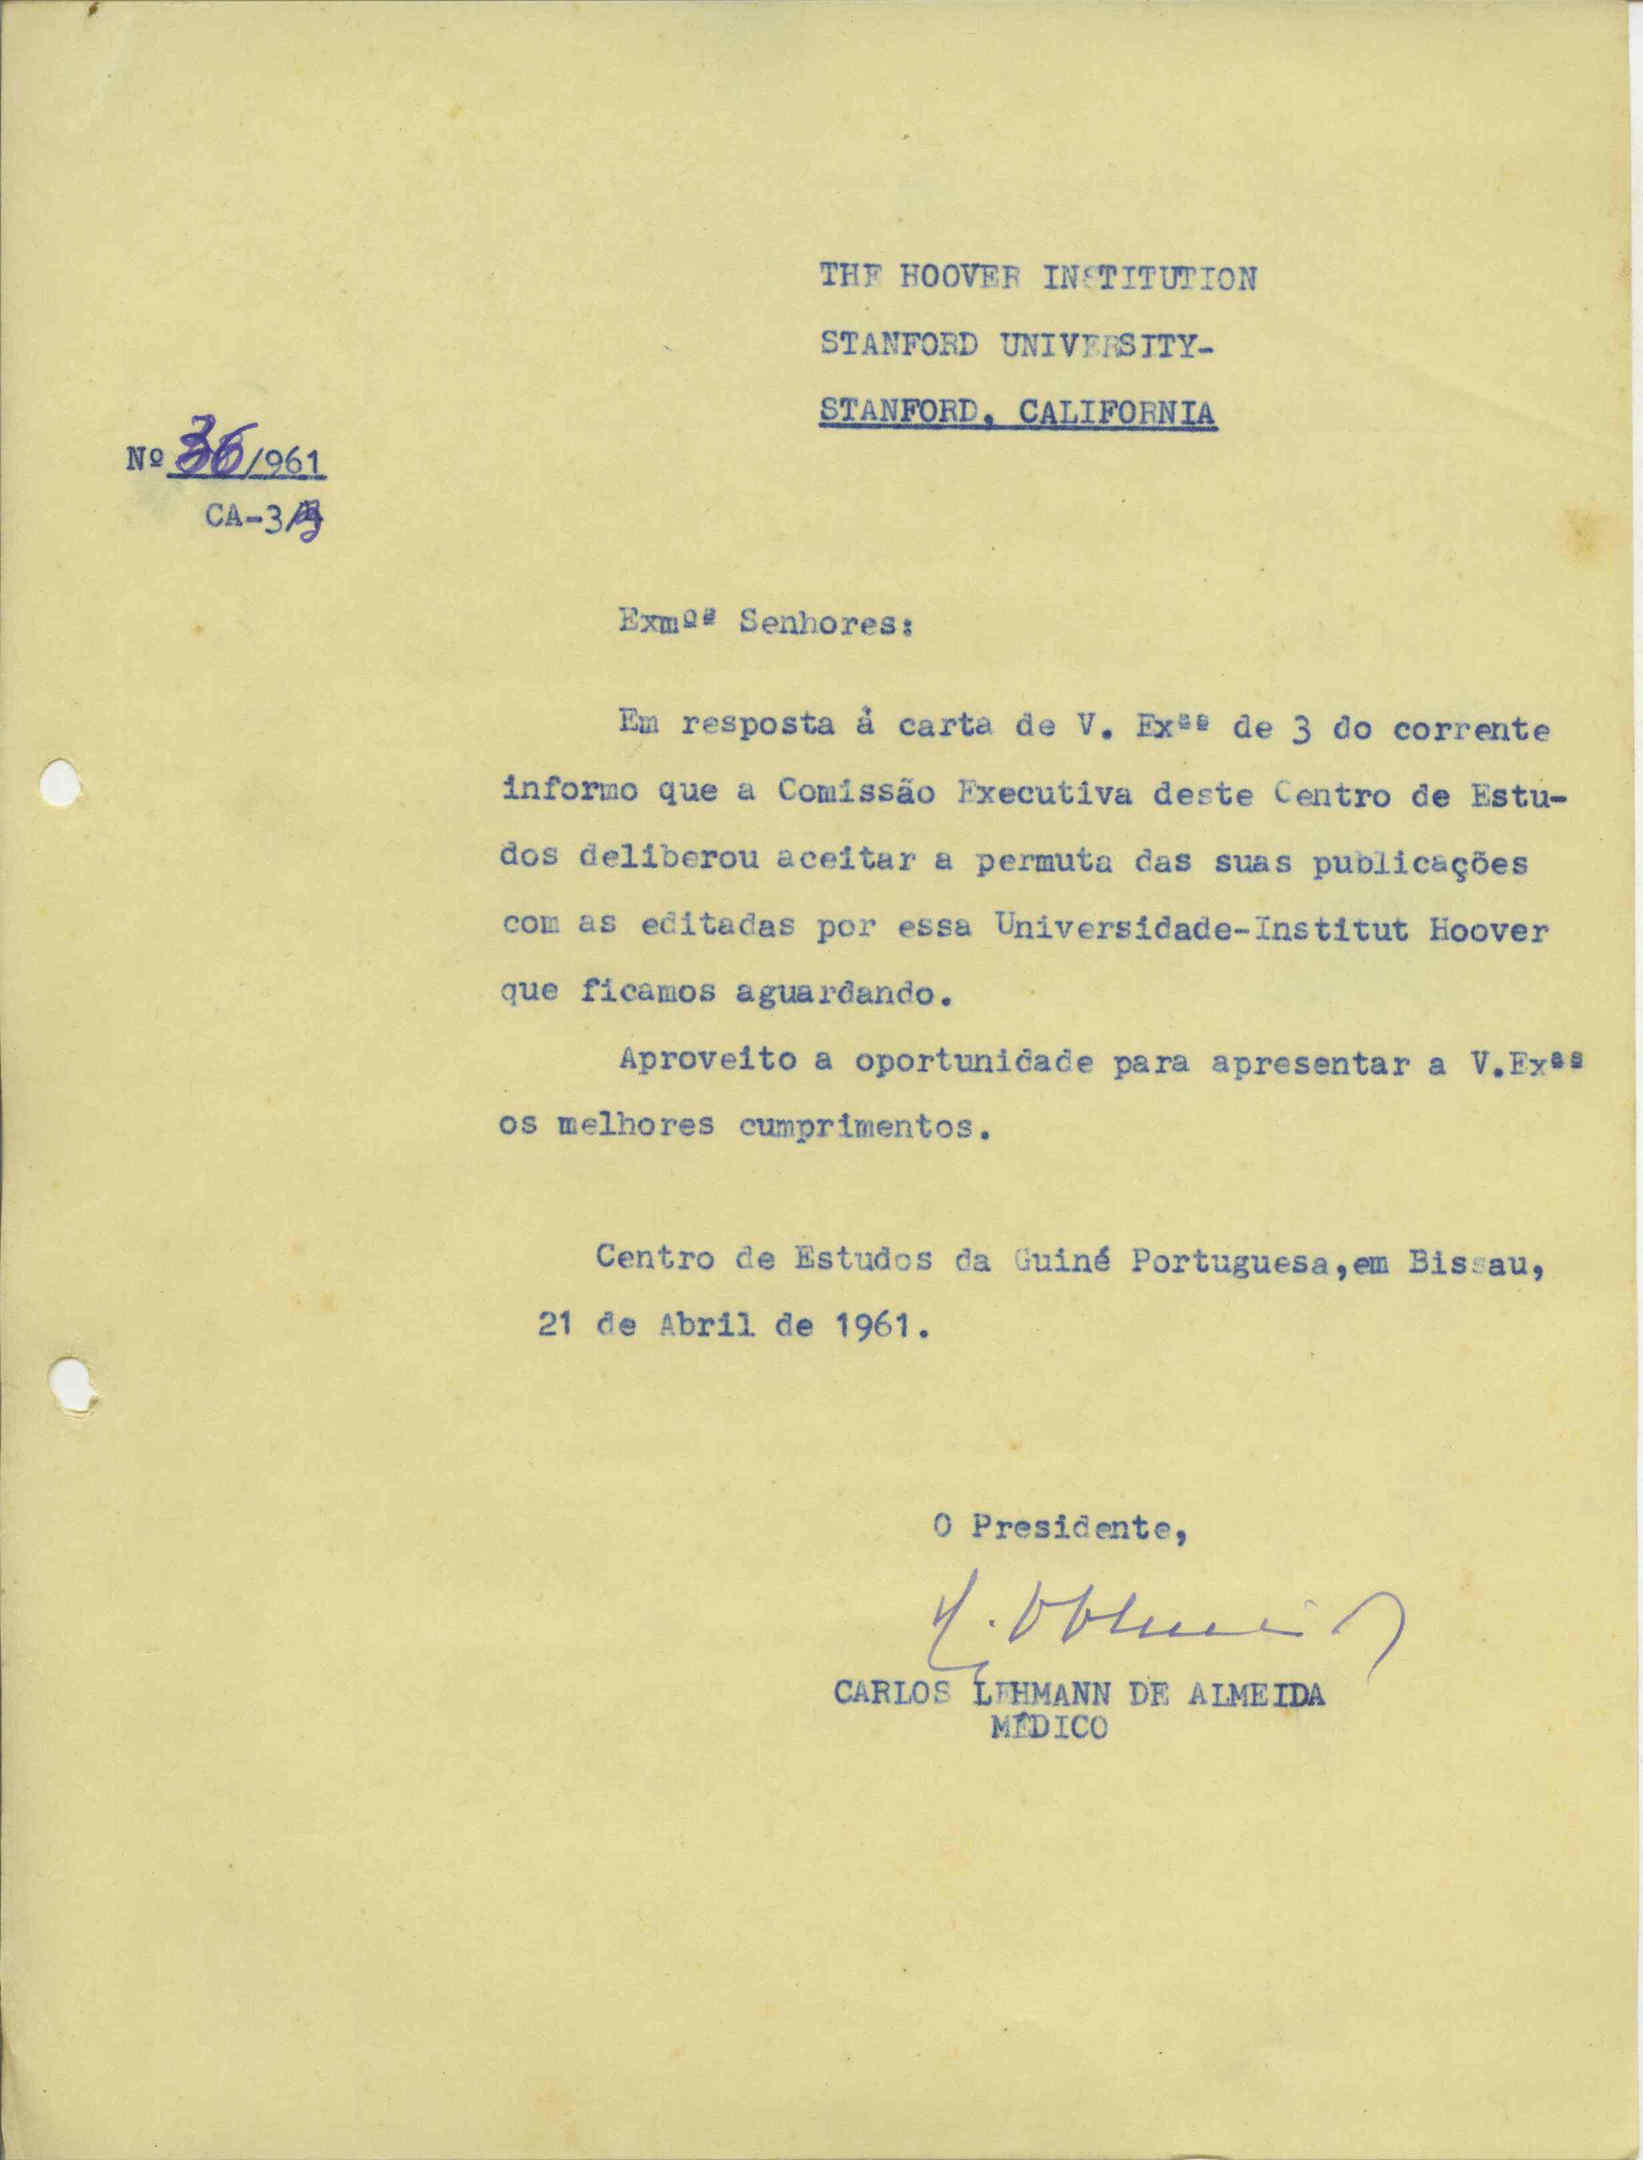 THE HOOVER INSTITUTION
STANFORD UNIVERSITY-
STANFORD, CALIFORNIA
Nº 36/961
CA-3/
Exmºˢ Senhores:
Em resposta à carta de V. Exªˢ de 3 do corrente
informo que a Comissão Executiva deste Centro de Estu-
dos deliberou aceitar a permuta das suas publicações
com as editadas por essa Universidade-Institut Hoover
que ficamos aguardando.
Aproveito a oportunidade para apresentar a V.Exªˢ
os melhores cumprimentos.
Centro de Estudos da Guiné Portuguesa,em Bissau,
21 de Abril de 1961.
O Presidente,
CARLOS LEHMANN DE ALMEIDA
MÉDICO